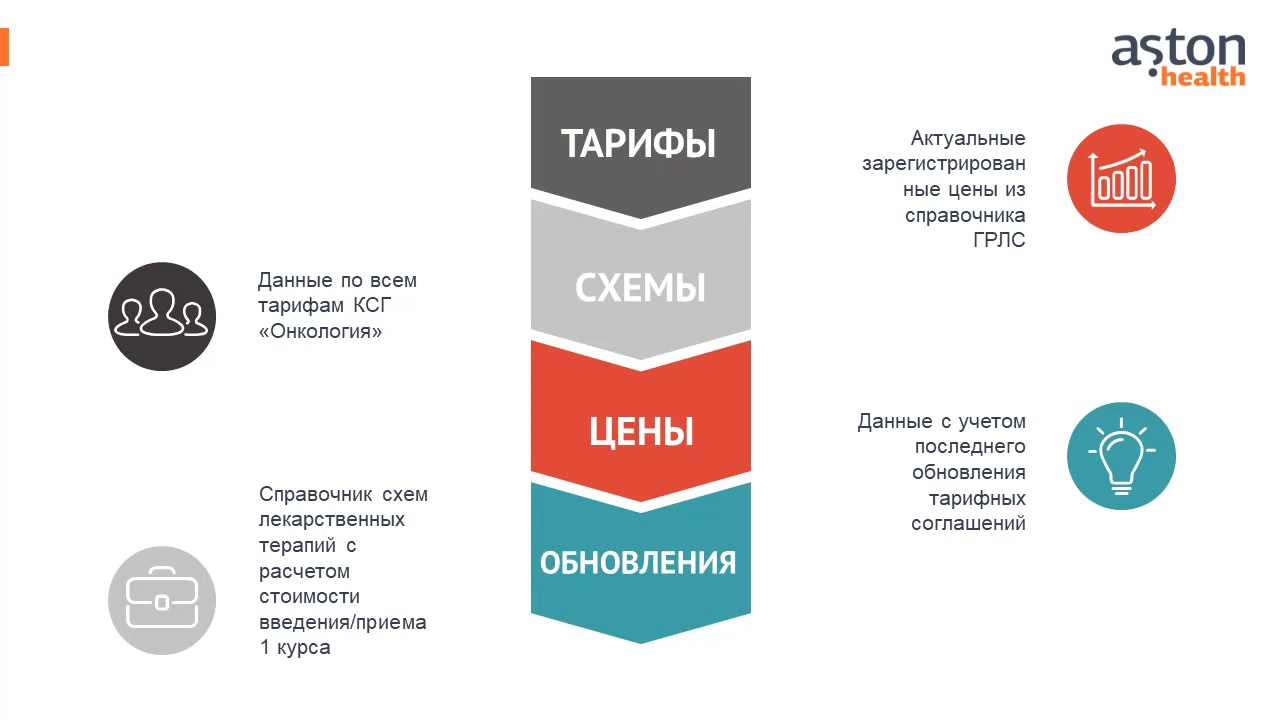 aston
health
ТАРИФЫ
СХЕМЫ
ЦЕНЫ
ОБНОВЛЕНИЯ
Данные по всем
тарифам КСГ
«Онкология»
Справочник схем
лекарственных
терапий с
расчетом
стоимости
введения/приема
1 курса
Актуальные
зарегистрирован
ные цены из
справочника
ГРЛС
Данные с учетом
последнего
обновления
тарифных
соглашений